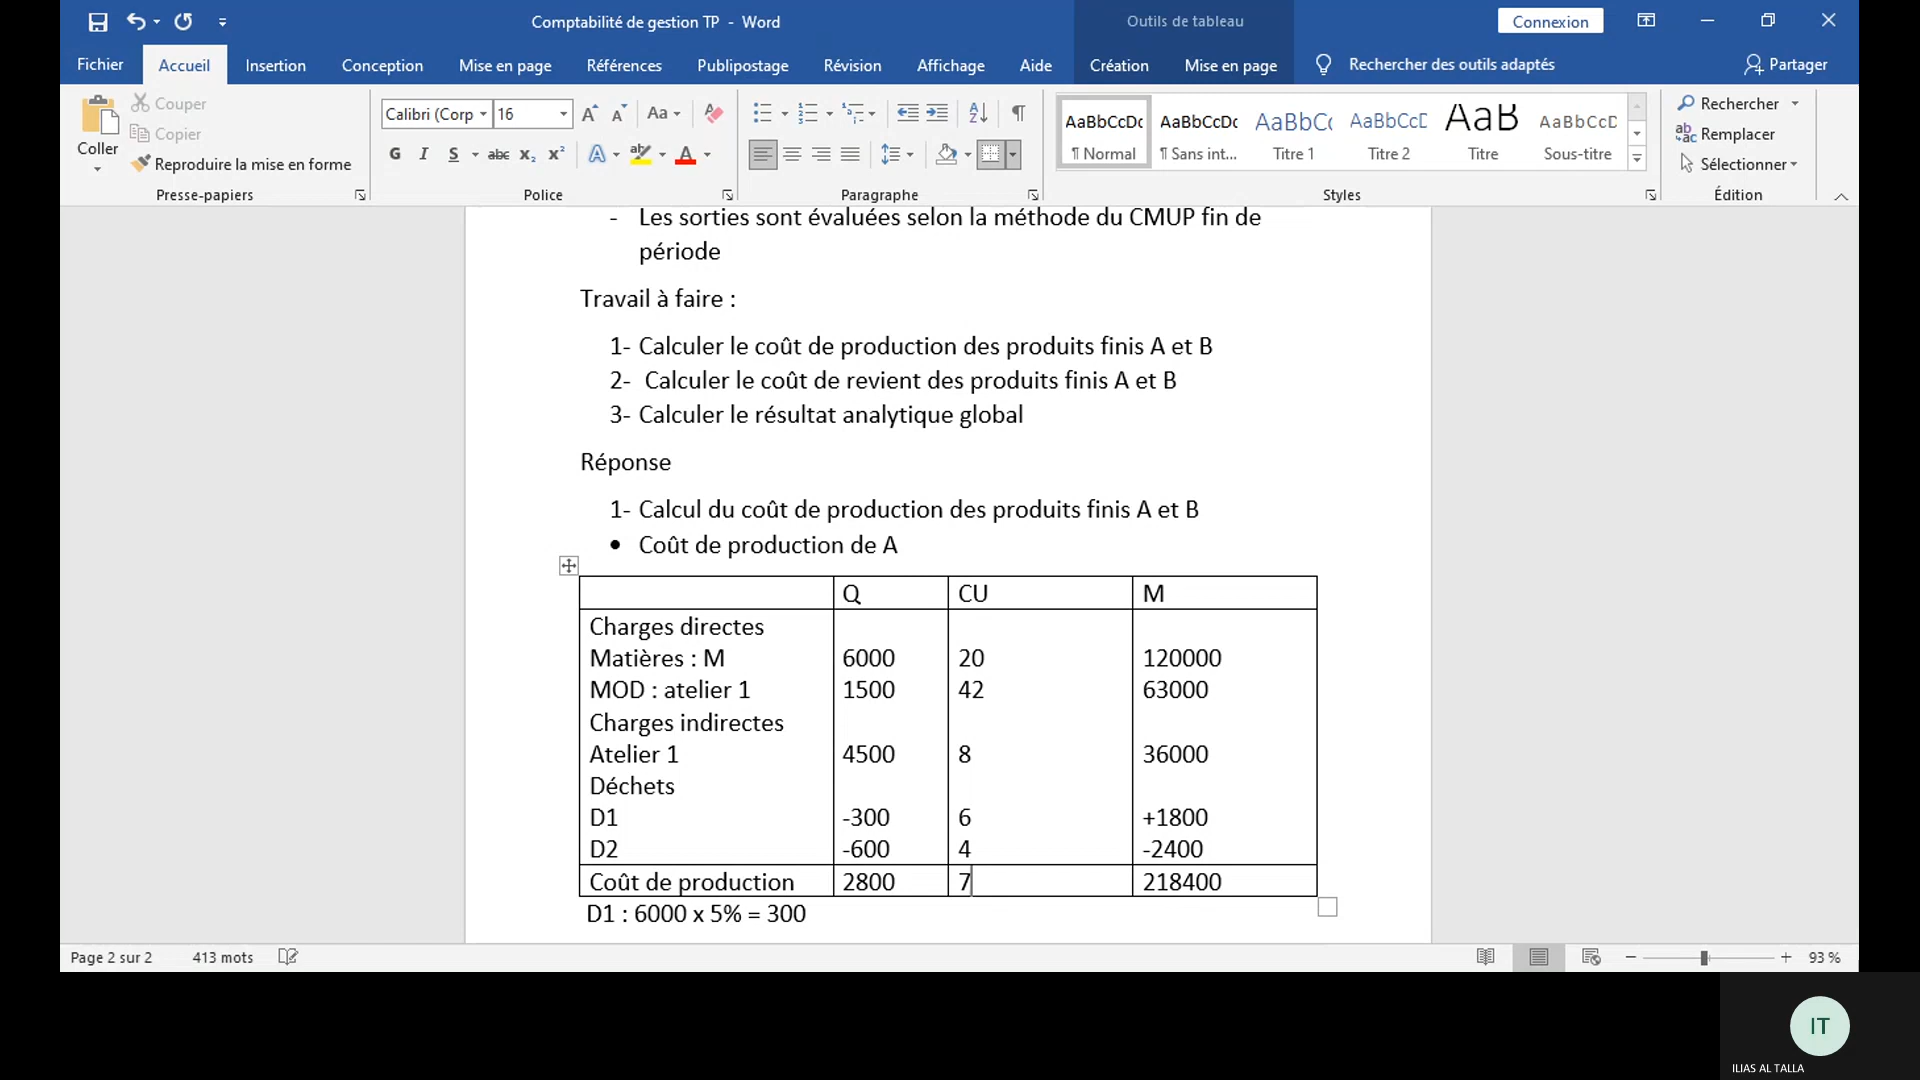 Comptabilité de gestion TP - Word
Outils de tableau
Connexion
Fichier Accueil Insertion Conception Mise en page Références Publipostage Révision Affichage Aide Création Mise en page Rechercher des outils adaptés Partager
Coller
Couper
Copier
Reproduire la mise en forme
Presse-papiers
Calibri (Corp 16
Aa
G I S abc x₂ x²
Police
Paragraphe
AaBbCcDc AaBbCcDc AaBbCc AaBbCcD AaB AaBbCcD
¶ Normal ¶ Sans int... Titre 1 Titre 2 Titre Sous-titre
Styles
Rechercher
Remplacer
Sélectionner
Édition
- Les sorties sont évaluées selon la méthode du CMUP fin de
période
Travail à faire :
1- Calculer le coût de production des produits finis A et B
2- Calculer le coût de revient des produits finis A et B
3- Calculer le résultat analytique global
Réponse
1- Calcul du coût de production des produits finis A et B
• Coût de production de A
Q CU M
Charges directes
Matières : M 6000 20 120000
MOD : atelier 1 1500 42 63000
Charges indirectes
Atelier 1 4500 8 36000
Déchets
D1 -300 6 +1800
D2 -600 4 -2400
Coût de production 2800 7 218400
D1 : 6000 x 5% = 300
Page 2 sur 2 413 mots 93 %
IT
ILIAS AL TALLA